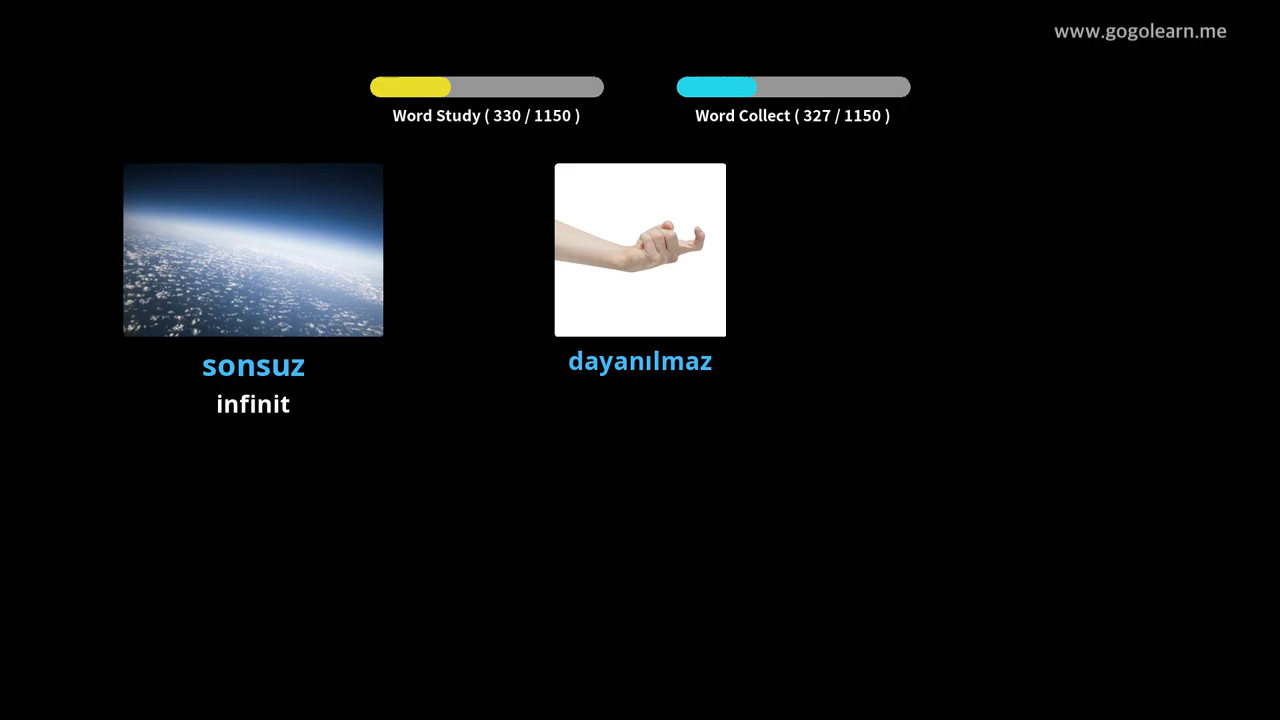 www.gogolearn.me
Word Study ( 330 / 1150 )
Word Collect ( 327 / 1150 )
sonsuz
infinit
dayanılmaz